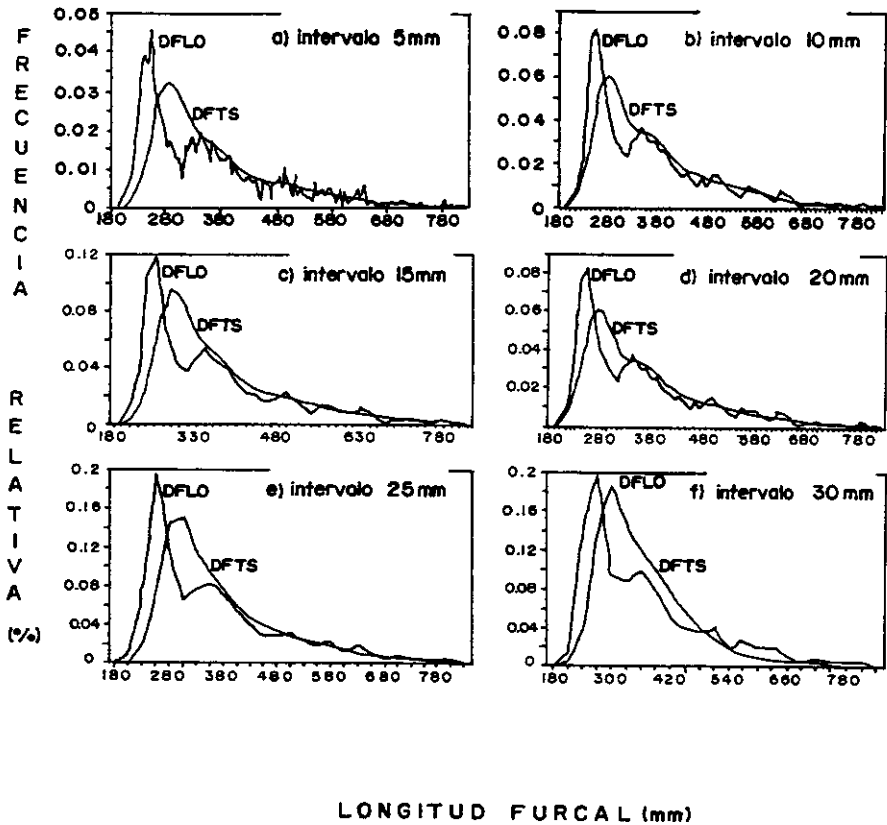 FRECUENCIA RELATIVA (%)
a) intervalo 5mm
DFLO
DFTS
0.05
0.04
0.03
0.02
0.01
0
180 280 380 480 580 680 780
b) intervalo 10mm
DFLO
DFTS
0.08
0.06
0.04
0.02
0
180 280 380 480 580 680 780
c) intervalo 15mm
DFLO
DFTS
0.12
0.08
0.04
0
180 330 480 630 780
d) intervalo 20mm
DFLO
DFTS
0.08
0.06
0.04
0.02
0
180 280 380 480 580 680 780
e) intervalo 25mm
DFLO
DFTS
0.2
0.16
0.12
0.08
0.04
0
180 280 380 480 580 680 780
f) intervalo 30mm
DFLO
DFTS
0.2
0.16
0.12
0.08
0.04
0
180 300 420 540 660 780
LONGITUD FURCAL (mm)